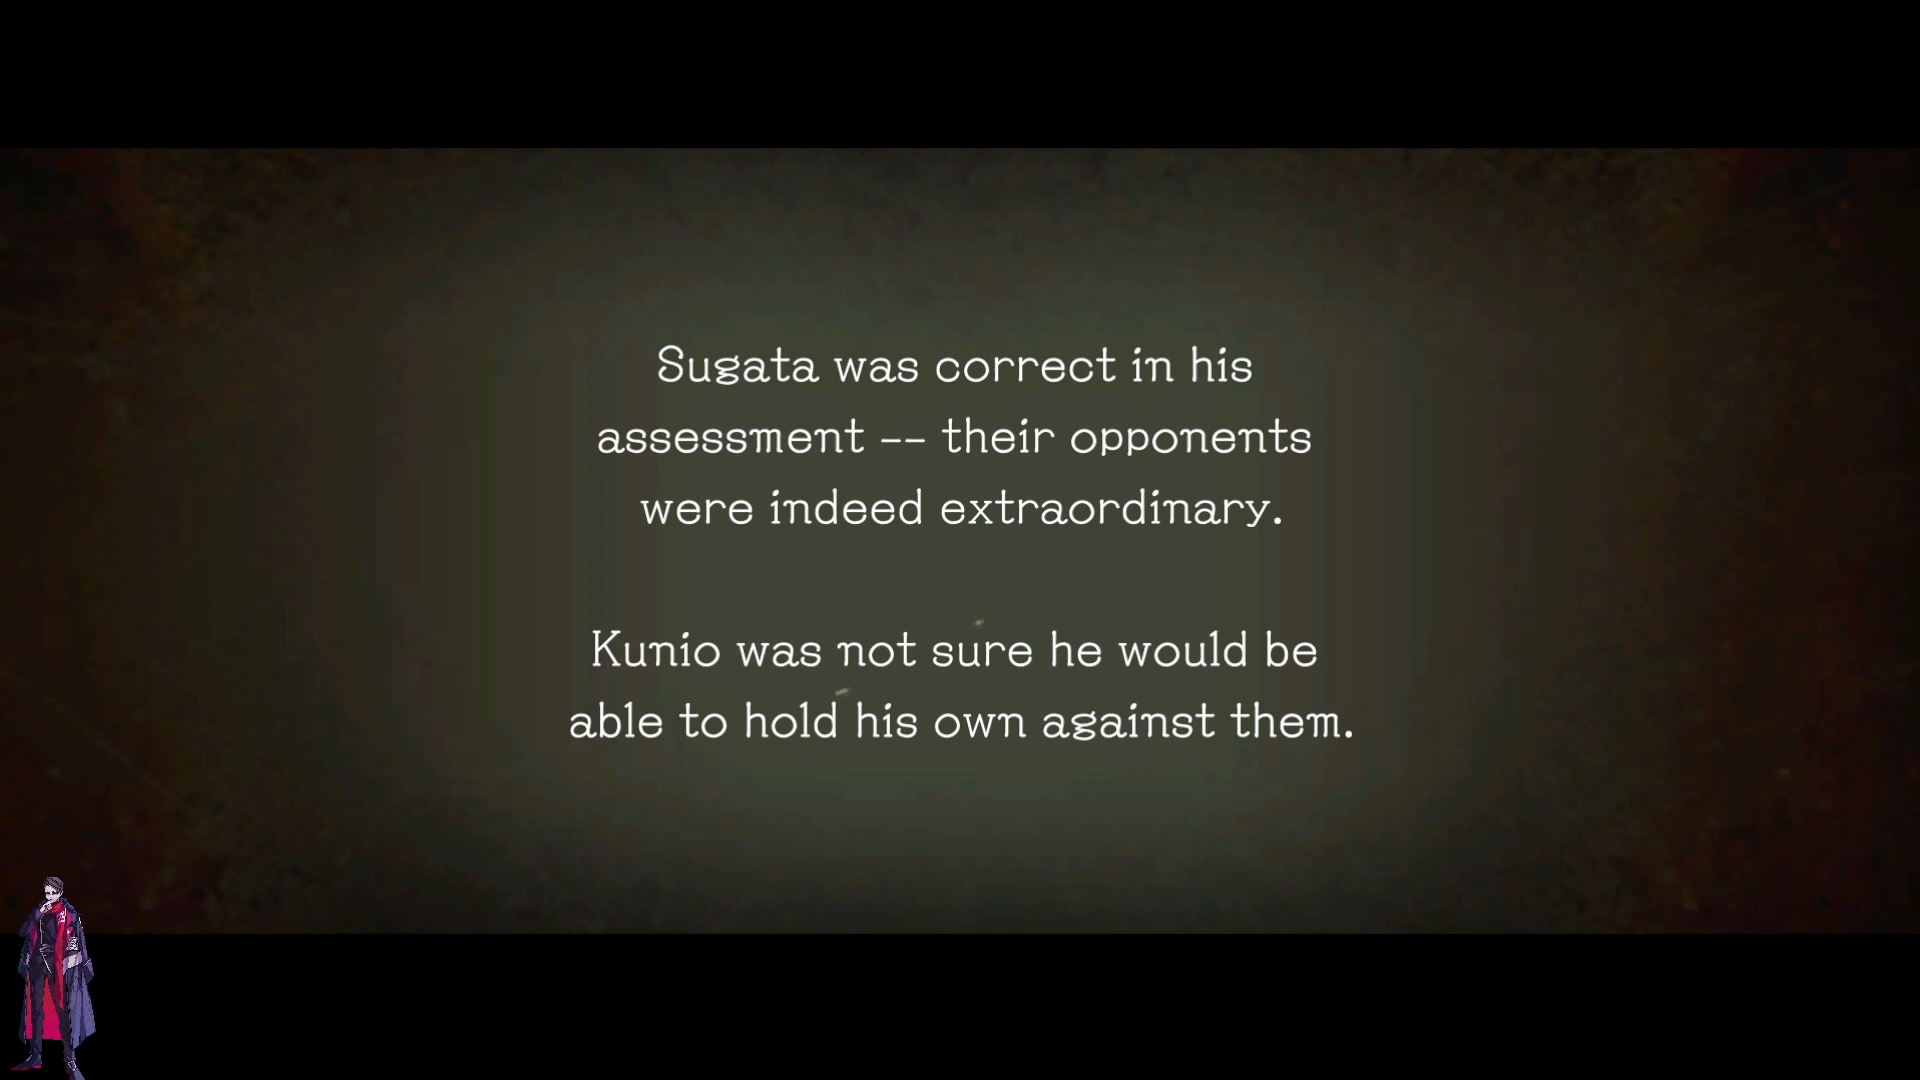 Sugata was correct in his
assessment -- their opponents
were indeed extraordinary.
Kunio was not sure he would be
able to hold his own against them.